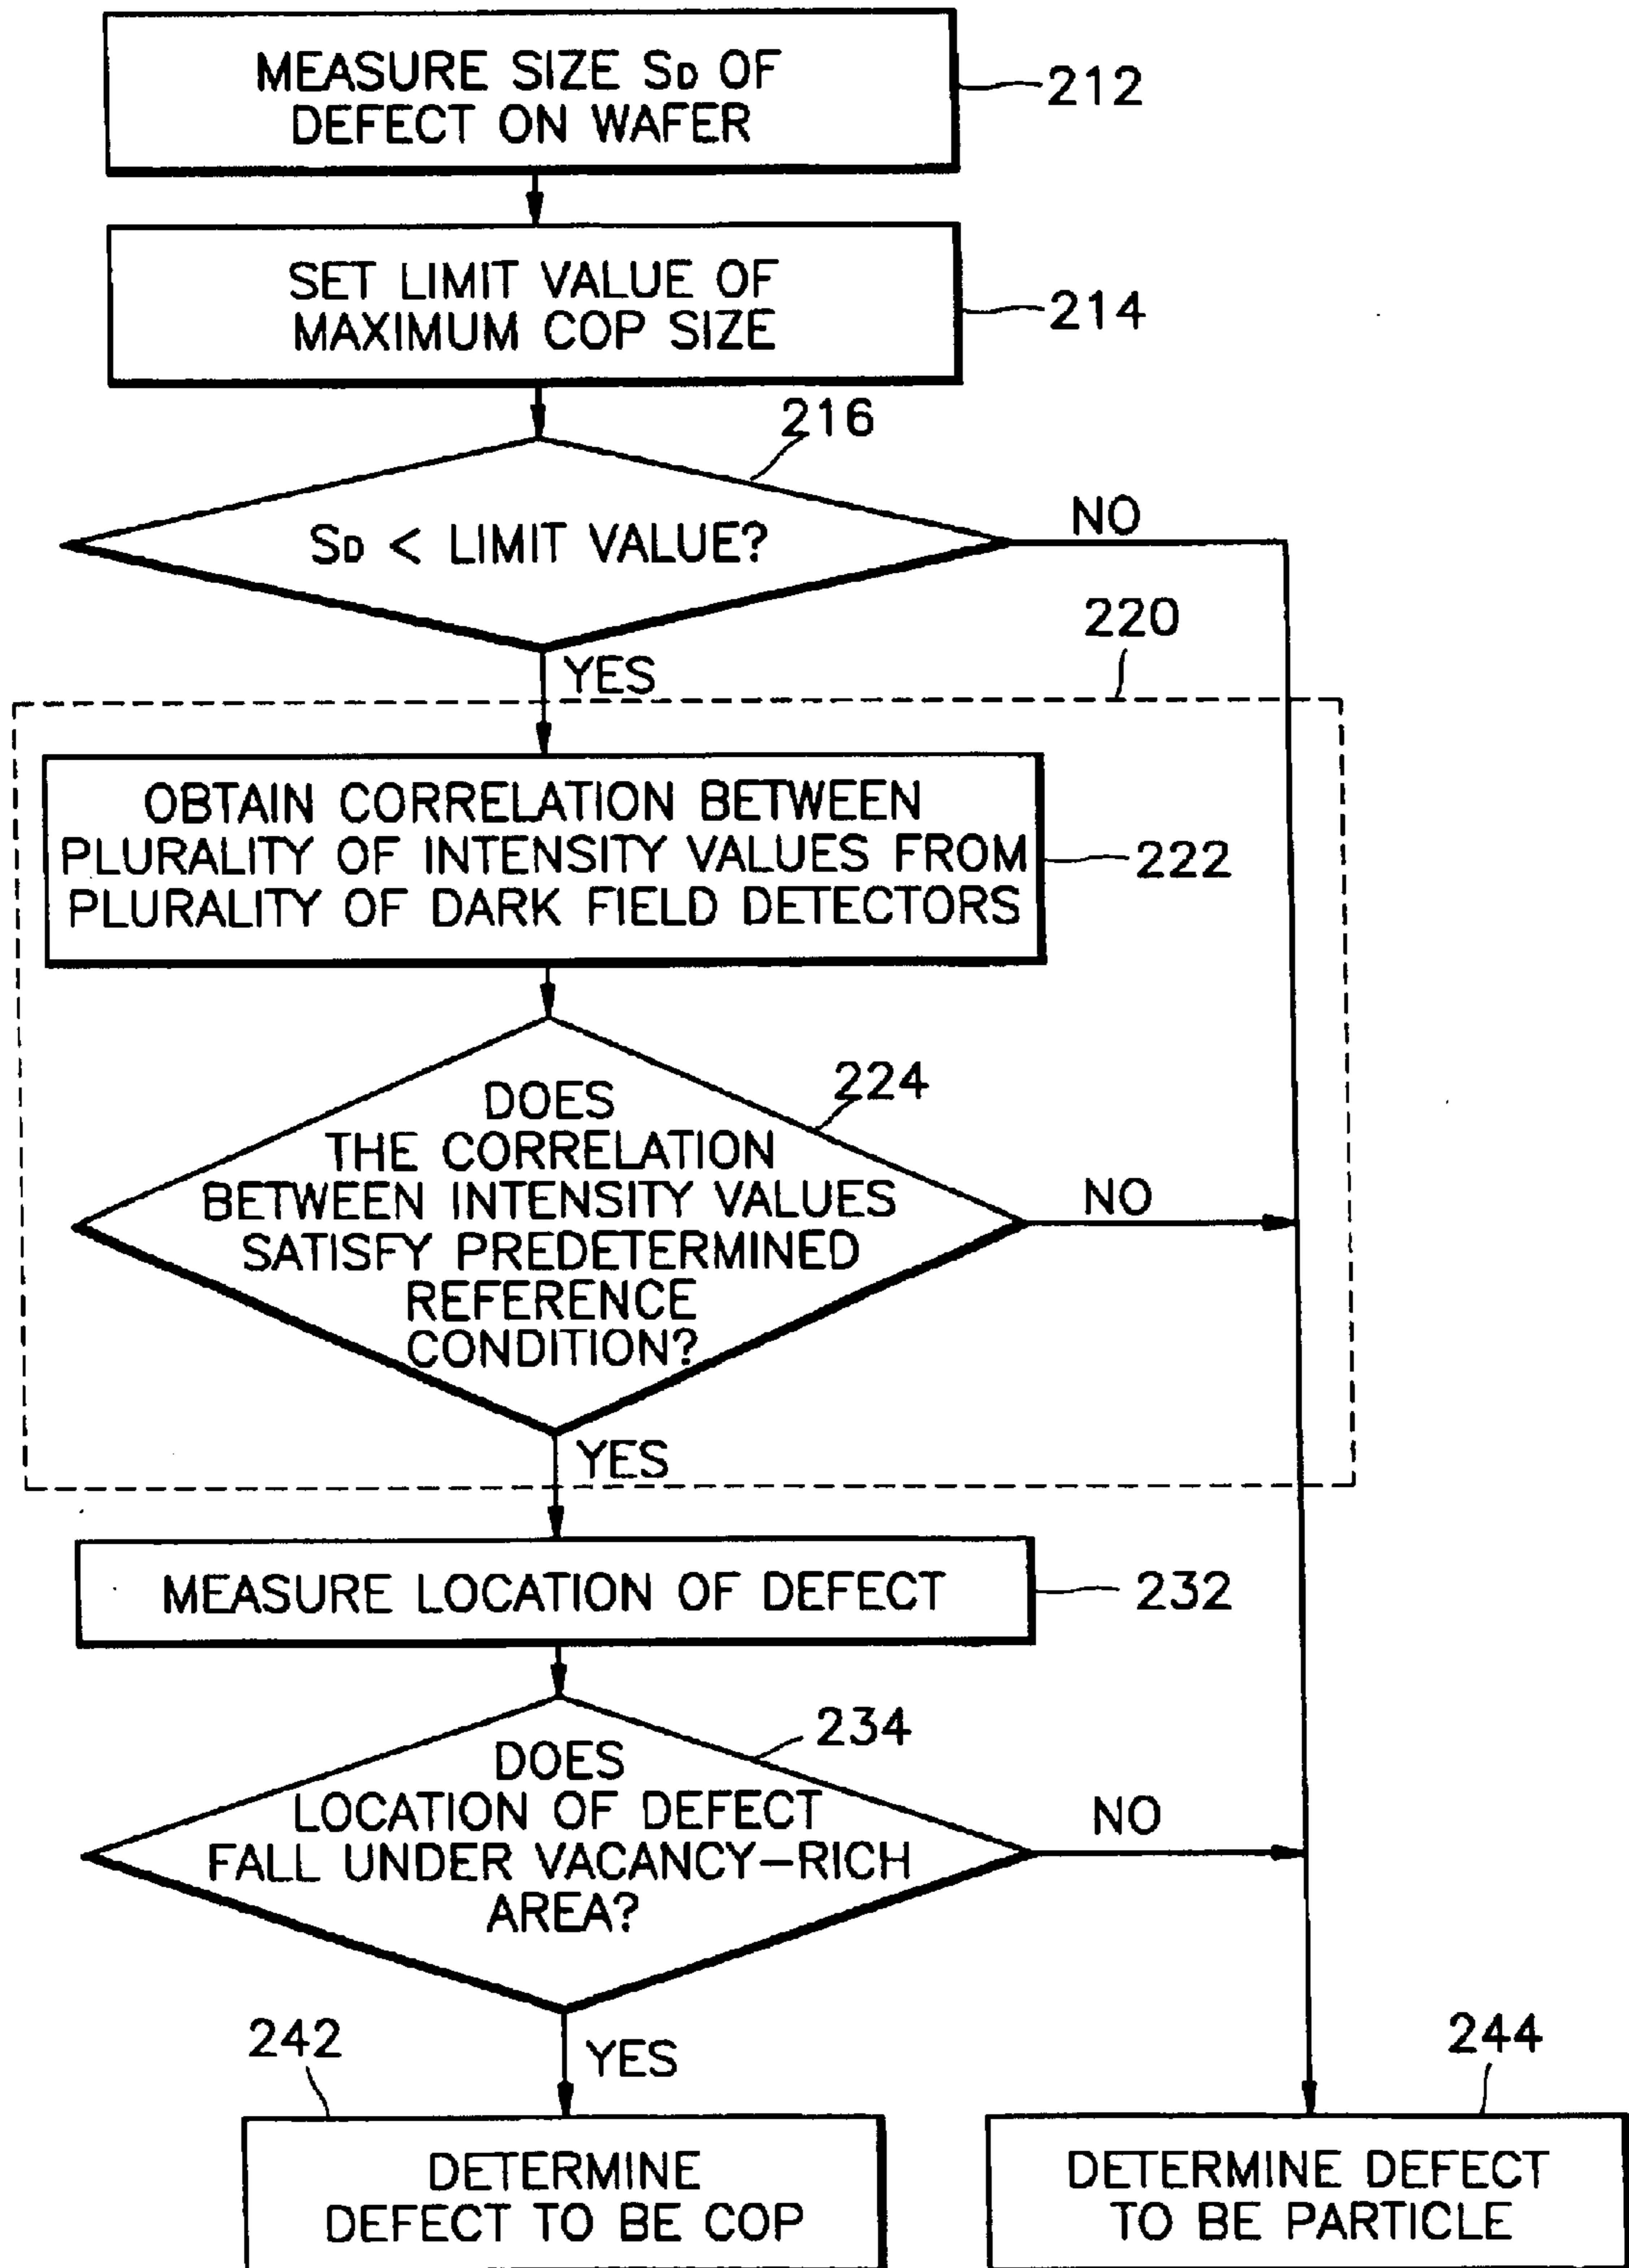 MEASURE SIZE SD OF
DEFECT ON WAFER
212
SET LIMIT VALUE OF
MAXIMUM COP SIZE
214
216
SD < LIMIT VALUE?
NO
220
YES
OBTAIN CORRELATION BETWEEN
PLURALITY OF INTENSITY VALUES FROM
PLURALITY OF DARK FIELD DETECTORS
222
224
DOES
THE CORRELATION
BETWEEN INTENSITY VALUES
SATISFY PREDETERMINED
REFERENCE
CONDITION?
NO
YES
MEASURE LOCATION OF DEFECT
232
234
DOES
LOCATION OF DEFECT
FALL UNDER VACANCY-RICH
AREA?
NO
YES
242
244
DETERMINE
DEFECT TO BE COP
DETERMINE DEFECT
TO BE PARTICLE